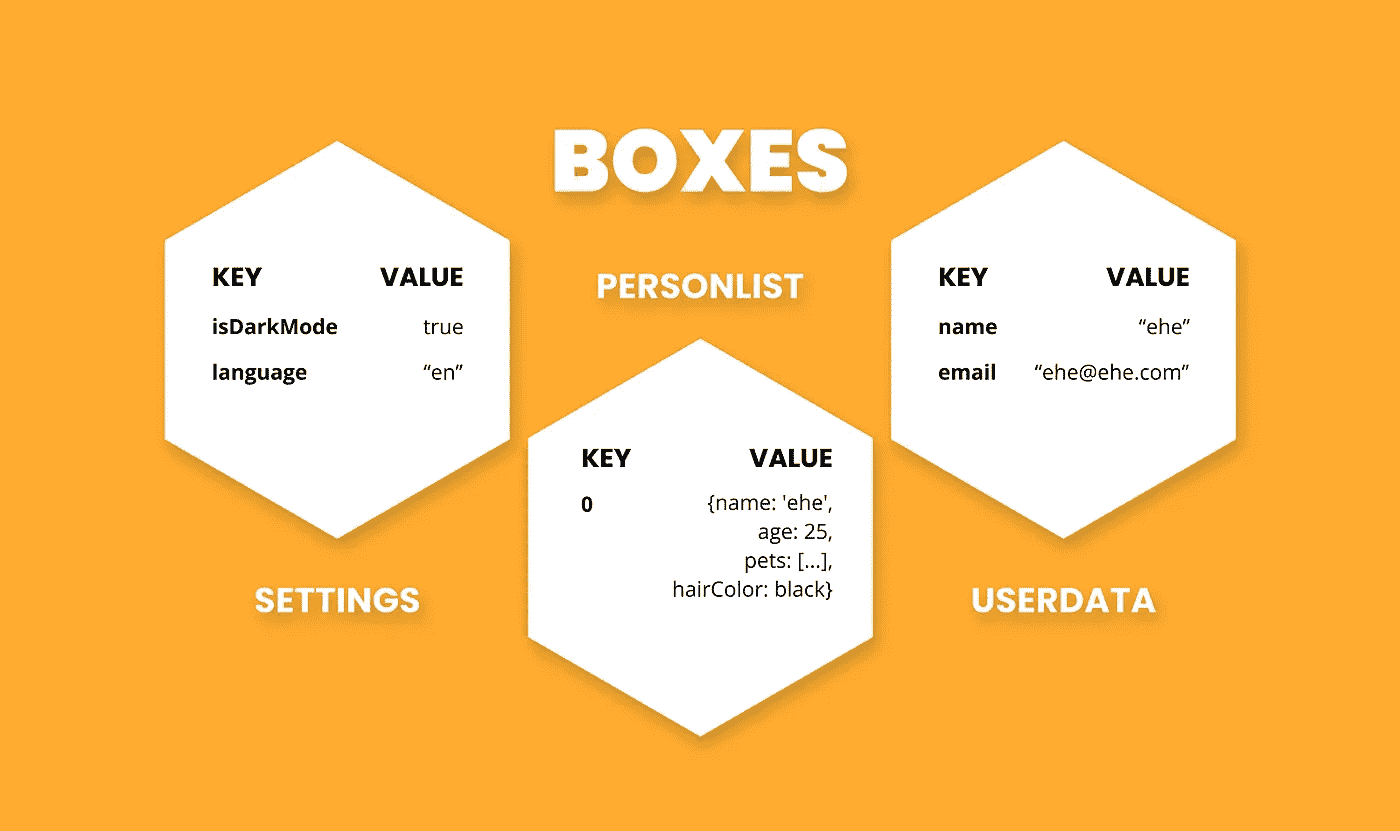 BOXES
KEY VALUE
isDarkMode true
language “en”
SETTINGS
PERSONLIST
KEY VALUE
0 {name: 'ehe',
age: 25,
pets: [...],
hairColor: black}
KEY VALUE
name “ehe”
email “ehe@ehe.com”
USERDATA